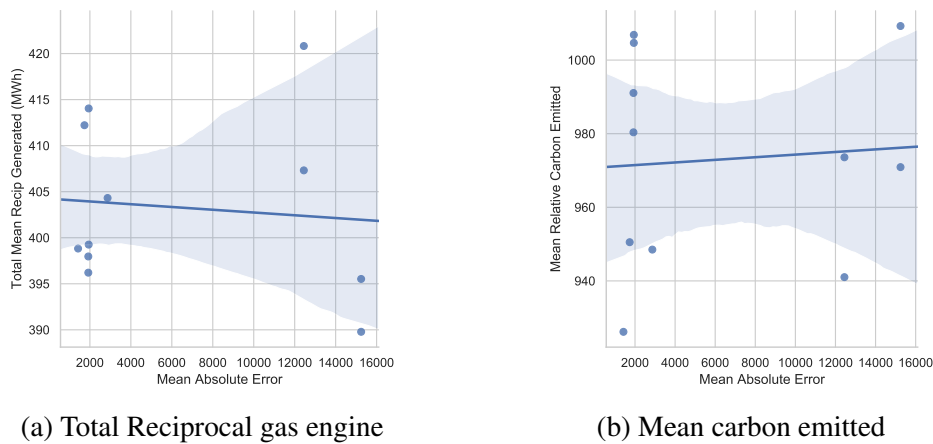 Total Mean Recip Generated (MWh)
420
415
410
405
400
395
390
2000 4000 6000 8000 10000 12000 14000 16000
Mean Absolute Error
(a) Total Reciprocal gas engine
Mean Relative Carbon Emitted
1000
980
960
940
2000 4000 6000 8000 10000 12000 14000 16000
Mean Absolute Error
(b) Mean carbon emitted